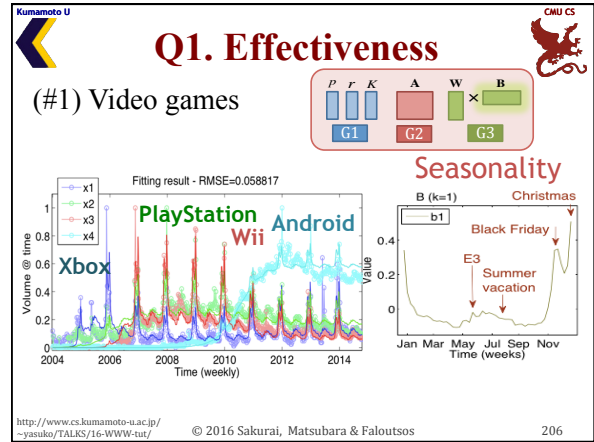 Kumamoto U
CMU CS
Q1. Effectiveness
(#1) Video games
P r K A W B
×
G1 G2 G3
Seasonality
Fitting result - RMSE=0.058817
x1
x2
x3
x4
PlayStation
Wii
Android
Xbox
Volume @ time
1
0.8
0.6
0.4
0.2
0
2004 2006 2008 2010 2012 2014
Time (weekly)
B (k=1)
b1
Christmas
Black Friday
E3
Summer
vacation
Value
0.4
0.2
0
Jan Mar May Jul Sep Nov
Time (weeks)
http://www.cs.kumamoto-u.ac.jp/
~yasuko/TALKS/16-WWW-tut/
© 2016 Sakurai, Matsubara & Faloutsos
206